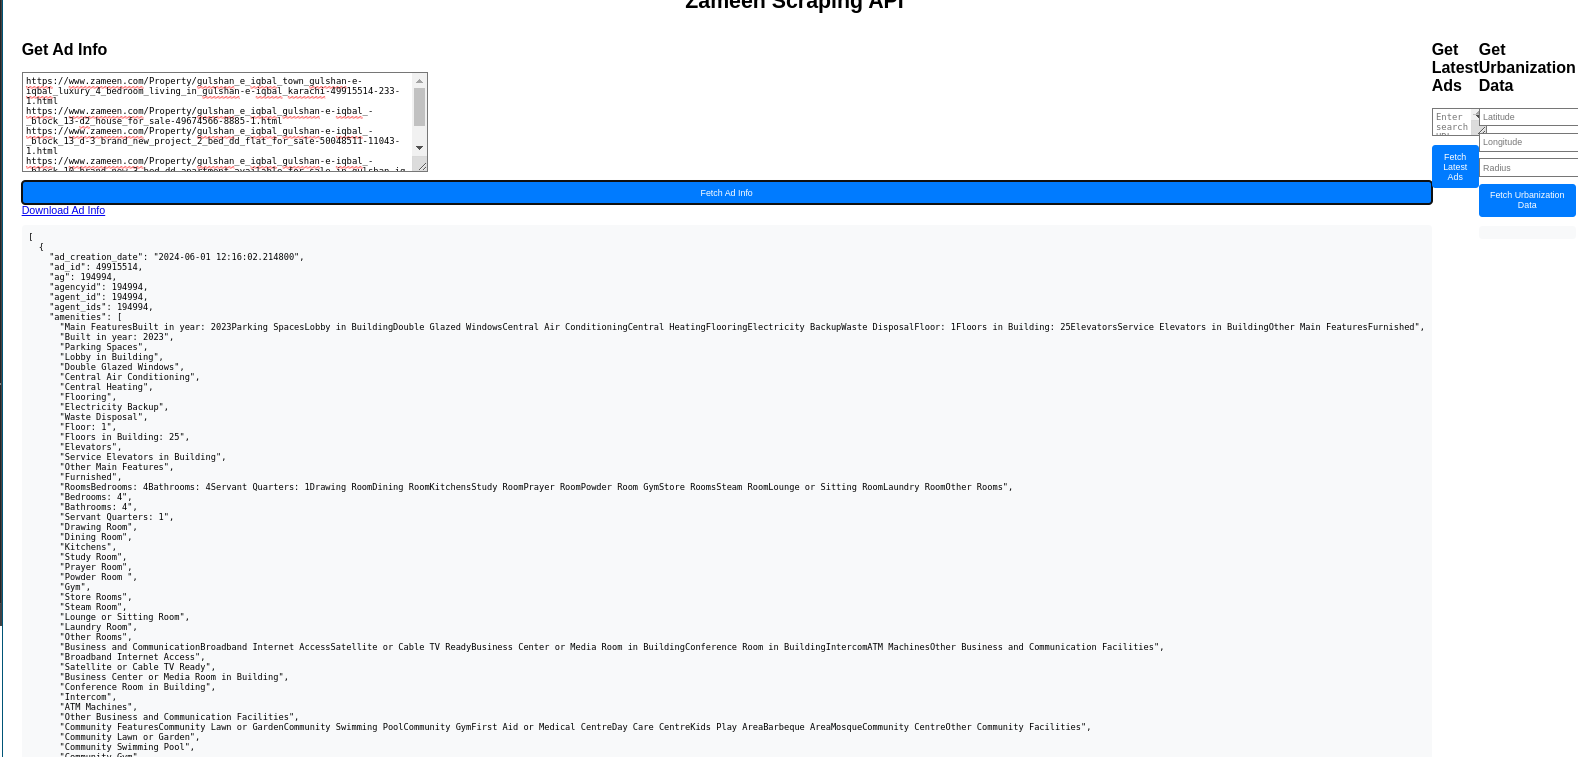 Zameen Scraping API
Get Ad Info
https://www.zameen.com/Property/gulshan_e_iqbal_town_gulshan-e-
iqbal_luxury_4_bedroom_living_in_gulshan-e-iqbal_karachi-49915514-233-
1.html
https://www.zameen.com/Property/gulshan_e_iqbal_gulshan-e-iqbal_-
_block_13-d2_house_for_sale-49674566-8885-1.html
https://www.zameen.com/Property/gulshan_e_iqbal_gulshan-e-iqbal_-
_block_13_d-3_brand_new_project_2_bed_dd_flat_for_sale-50048511-11043-
1.html
https://www.zameen.com/Property/gulshan_e_iqbal_gulshan-e-iqbal_-
_block_10_brand_new_3_bed_dd_apartment_available_for_sale_in_gulshan_iq
Fetch Ad Info
Download Ad Info
[
{
"ad_creation_date": "2024-06-01 12:16:02.214800",
"ad_id": 49915514,
"ag": 194994,
"agencyid": 194994,
"agent_id": 194994,
"agent_ids": 194994,
"amenities": [
"Main FeaturesBuilt in year: 2023Parking SpacesLobby in BuildingDouble Glazed WindowsCentral Air ConditioningCentral HeatingFlooringElectricity BackupWaste DisposalFloor: 1Floors in Building: 25ElevatorsService Elevators in BuildingOther Main FeaturesFurnished",
"Built in year: 2023",
"Parking Spaces",
"Lobby in Building",
"Double Glazed Windows",
"Central Air Conditioning",
"Central Heating",
"Flooring",
"Electricity Backup",
"Waste Disposal",
"Floor: 1",
"Floors in Building: 25",
"Elevators",
"Service Elevators in Building",
"Other Main Features",
"Furnished",
"RoomsBedrooms: 4Bathrooms: 4Servant Quarters: 1Drawing RoomDining RoomKitchensStudy RoomPrayer RoomPowder Room GymStore RoomsSteam RoomLounge or Sitting RoomLaundry RoomOther Rooms",
"Bedrooms: 4",
"Bathrooms: 4",
"Servant Quarters: 1",
"Drawing Room",
"Dining Room",
"Kitchens",
"Study Room",
"Prayer Room",
"Powder Room ",
"Gym",
"Store Rooms",
"Steam Room",
"Lounge or Sitting Room",
"Laundry Room",
"Other Rooms",
"Business and CommunicationBroadband Internet AccessSatellite or Cable TV ReadyBusiness Center or Media Room in BuildingConference Room in BuildingIntercomATM MachinesOther Business and Communication Facilities",
"Broadband Internet Access",
"Satellite or Cable TV Ready",
"Business Center or Media Room in Building",
"Conference Room in Building",
"Intercom",
"ATM Machines",
"Other Business and Communication Facilities",
"Community FeaturesCommunity Lawn or GardenCommunity Swimming PoolCommunity GymFirst Aid or Medical CentreDay Care CentreKids Play AreaBarbeque AreaMosqueCommunity CentreOther Community Facilities",
"Community Lawn or Garden",
"Community Swimming Pool",
"Community Gym"
Get
Latest
Ads
Enter
search
Fetch
Latest
Ads
Get
Urbanization
Data
Latitude
Longitude
Radius
Fetch Urbanization
Data